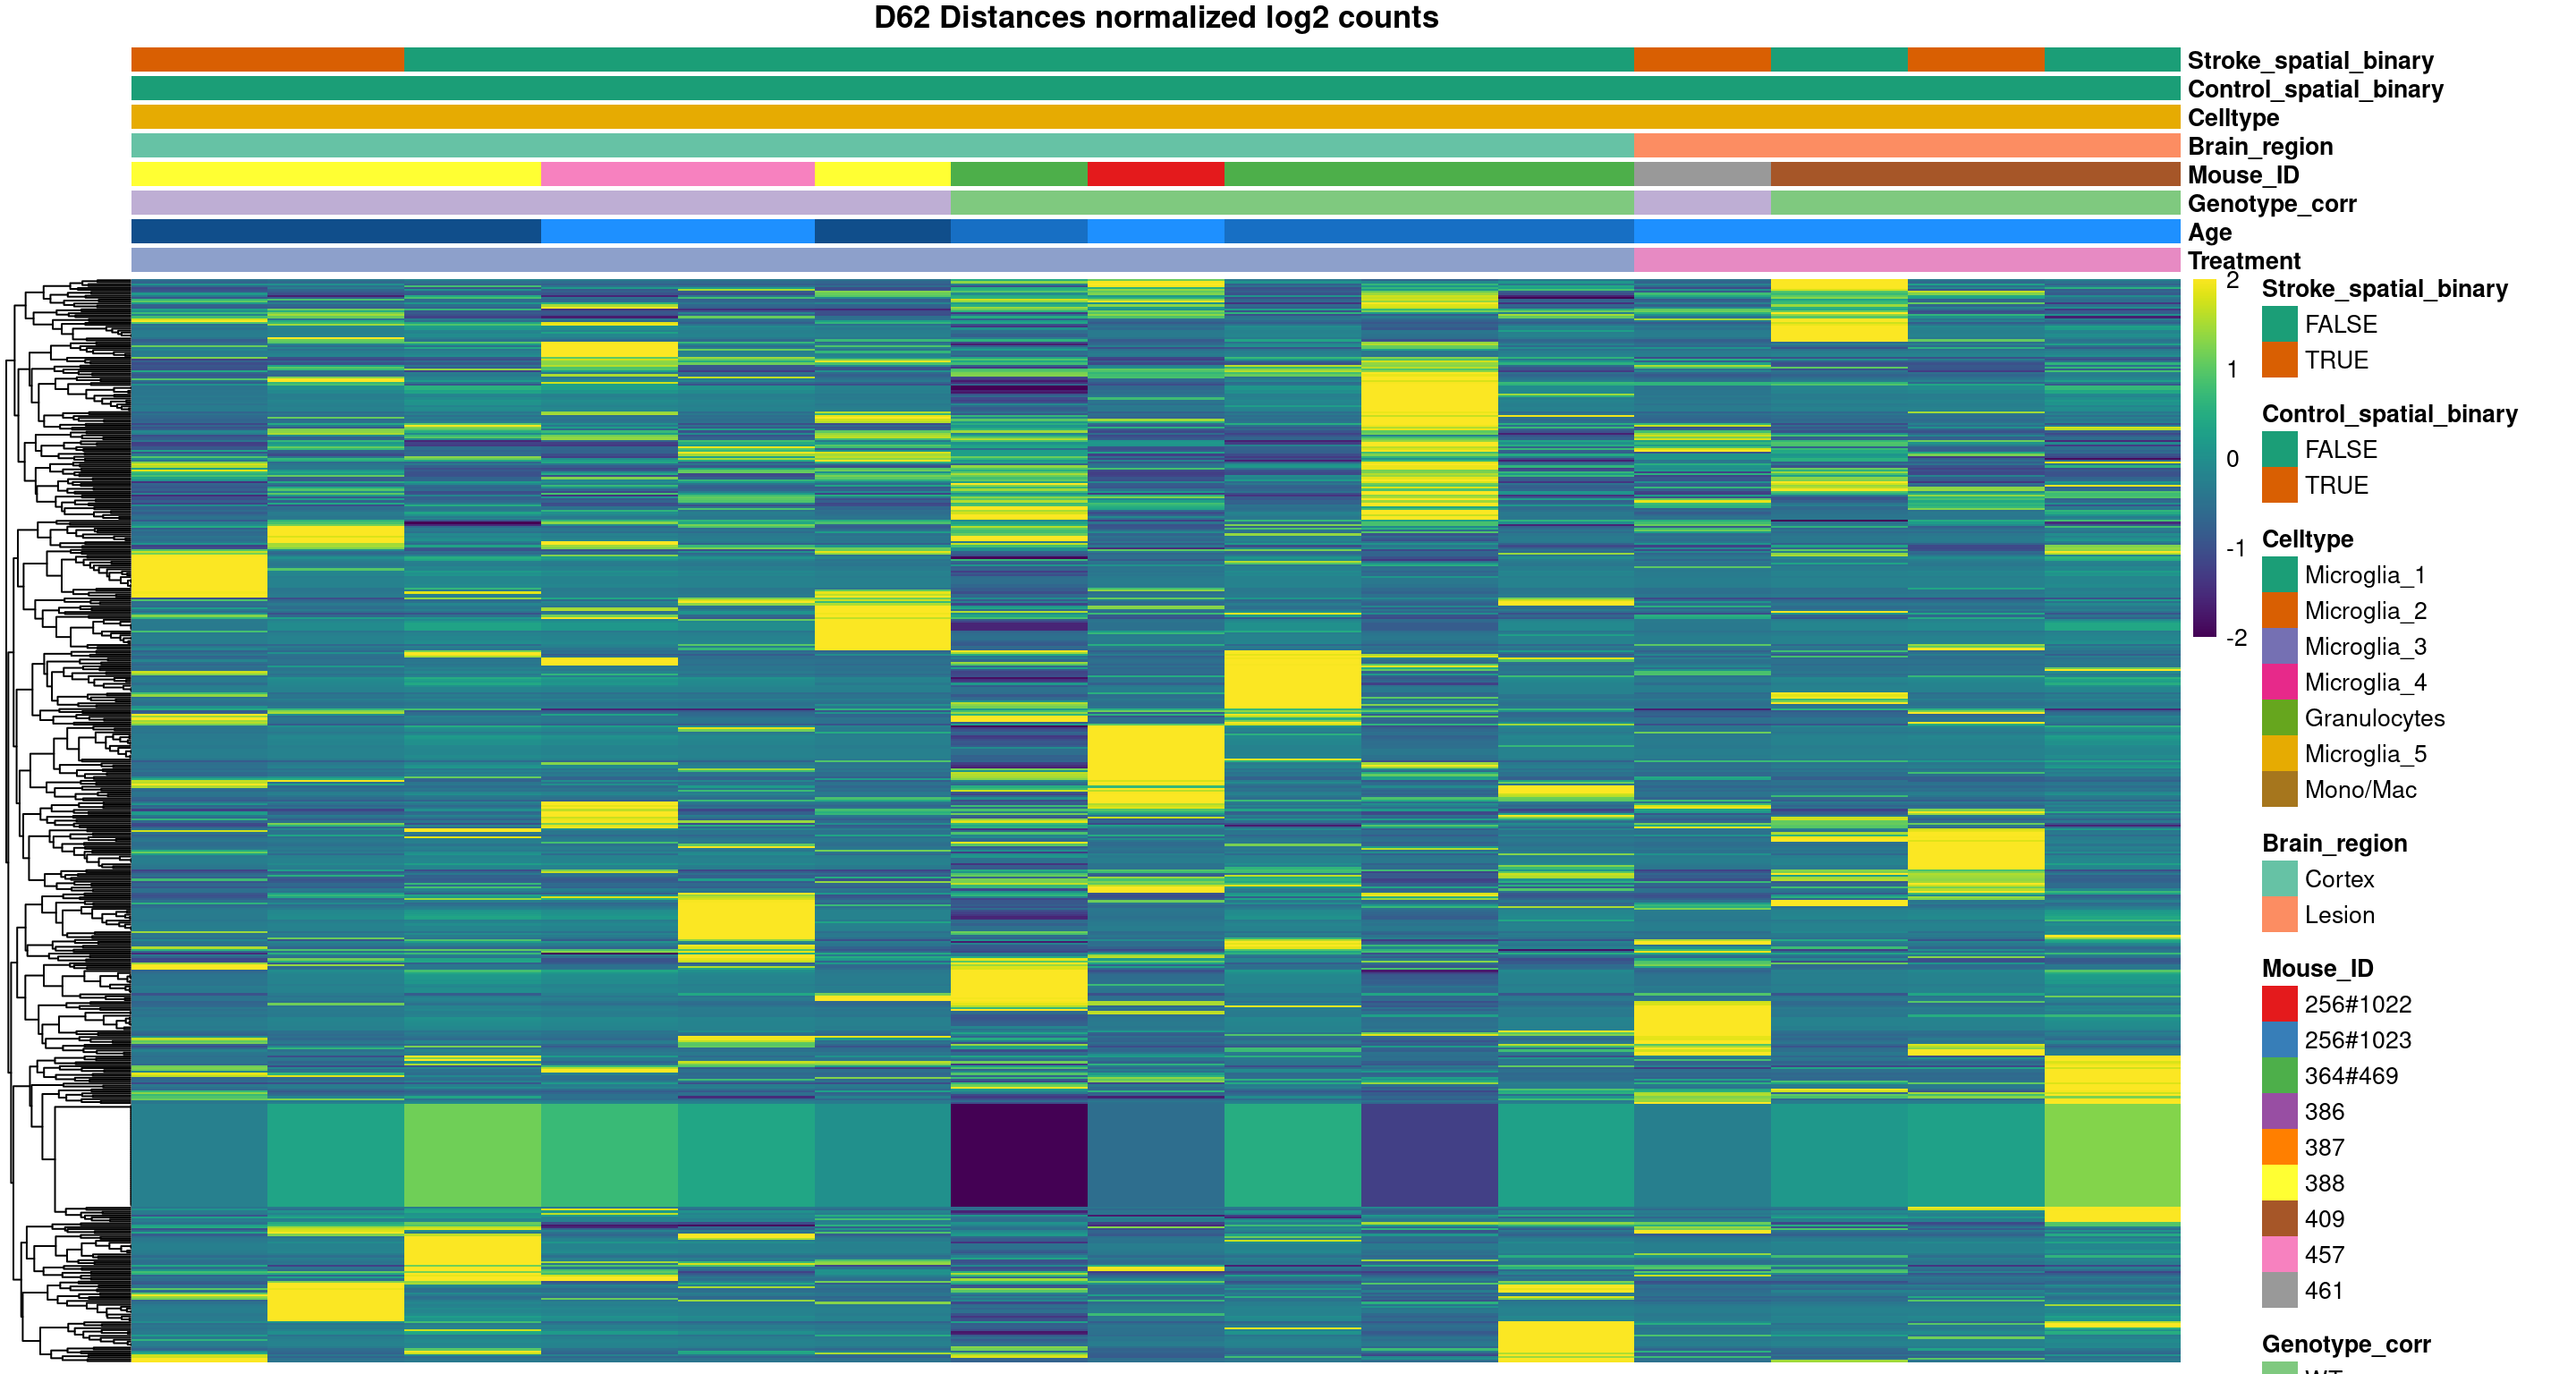 D62 Distances normalized log2 counts
Stroke_spatial_binary
Control_spatial_binary
Celltype
Brain_region
Mouse_ID
Genotype_corr
Age
Treatment
2
1
0
-1
-2
Stroke_spatial_binary
FALSE
TRUE
Control_spatial_binary
FALSE
TRUE
Celltype
Microglia_1
Microglia_2
Microglia_3
Microglia_4
Granulocytes
Microglia_5
Mono/Mac
Brain_region
Cortex
Lesion
Mouse_ID
256#1022
256#1023
364#469
386
387
388
409
457
461
Genotype_corr